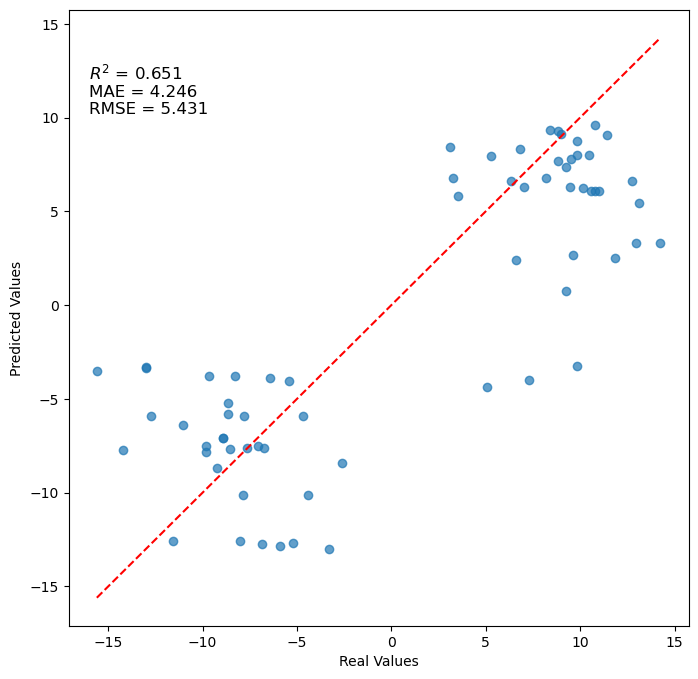 15
10
5
0
−5
−10
−15
R² = 0.651
MAE = 4.246
RMSE = 5.431
Predicted Values
−15 −10 −5 0 5 10 15
Real Values